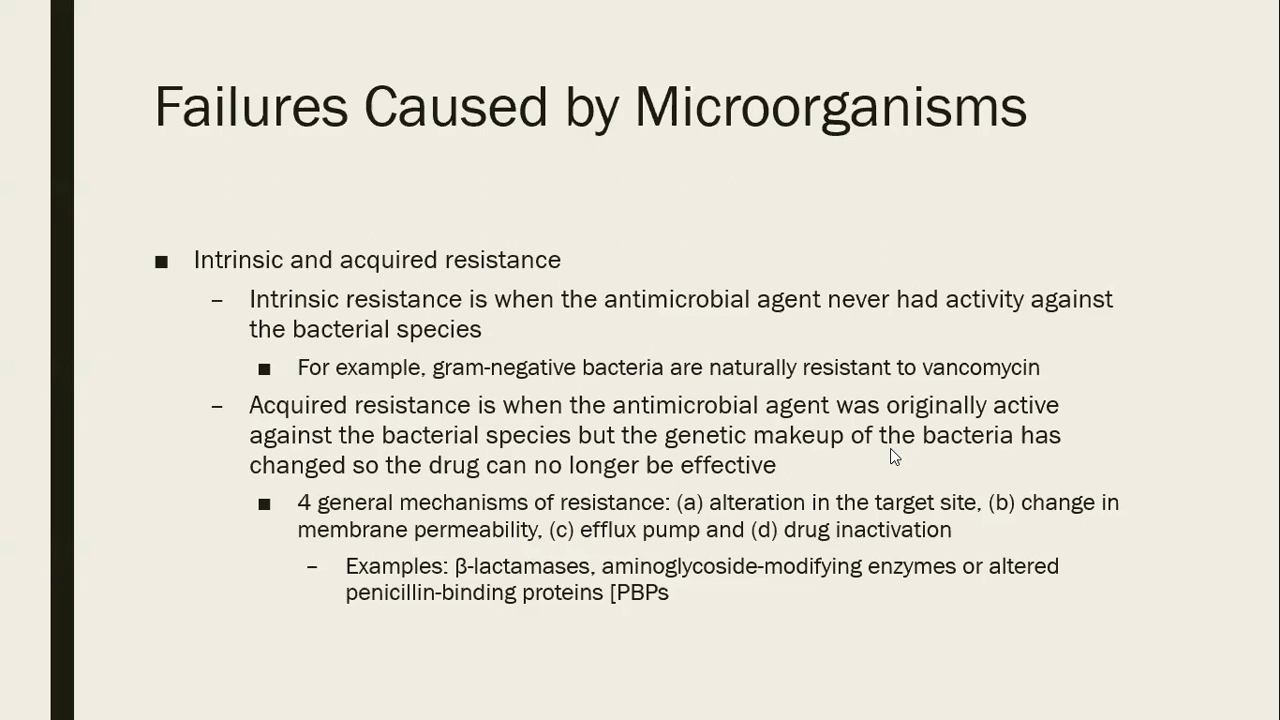 Failures Caused by Microorganisms
■ Intrinsic and acquired resistance
– Intrinsic resistance is when the antimicrobial agent never had activity against
the bacterial species
■ For example, gram-negative bacteria are naturally resistant to vancomycin
– Acquired resistance is when the antimicrobial agent was originally active
against the bacterial species but the genetic makeup of the bacteria has
changed so the drug can no longer be effective
■ 4 general mechanisms of resistance: (a) alteration in the target site, (b) change in
membrane permeability, (c) efflux pump and (d) drug inactivation
– Examples: β-lactamases, aminoglycoside-modifying enzymes or altered
penicillin-binding proteins [PBPs